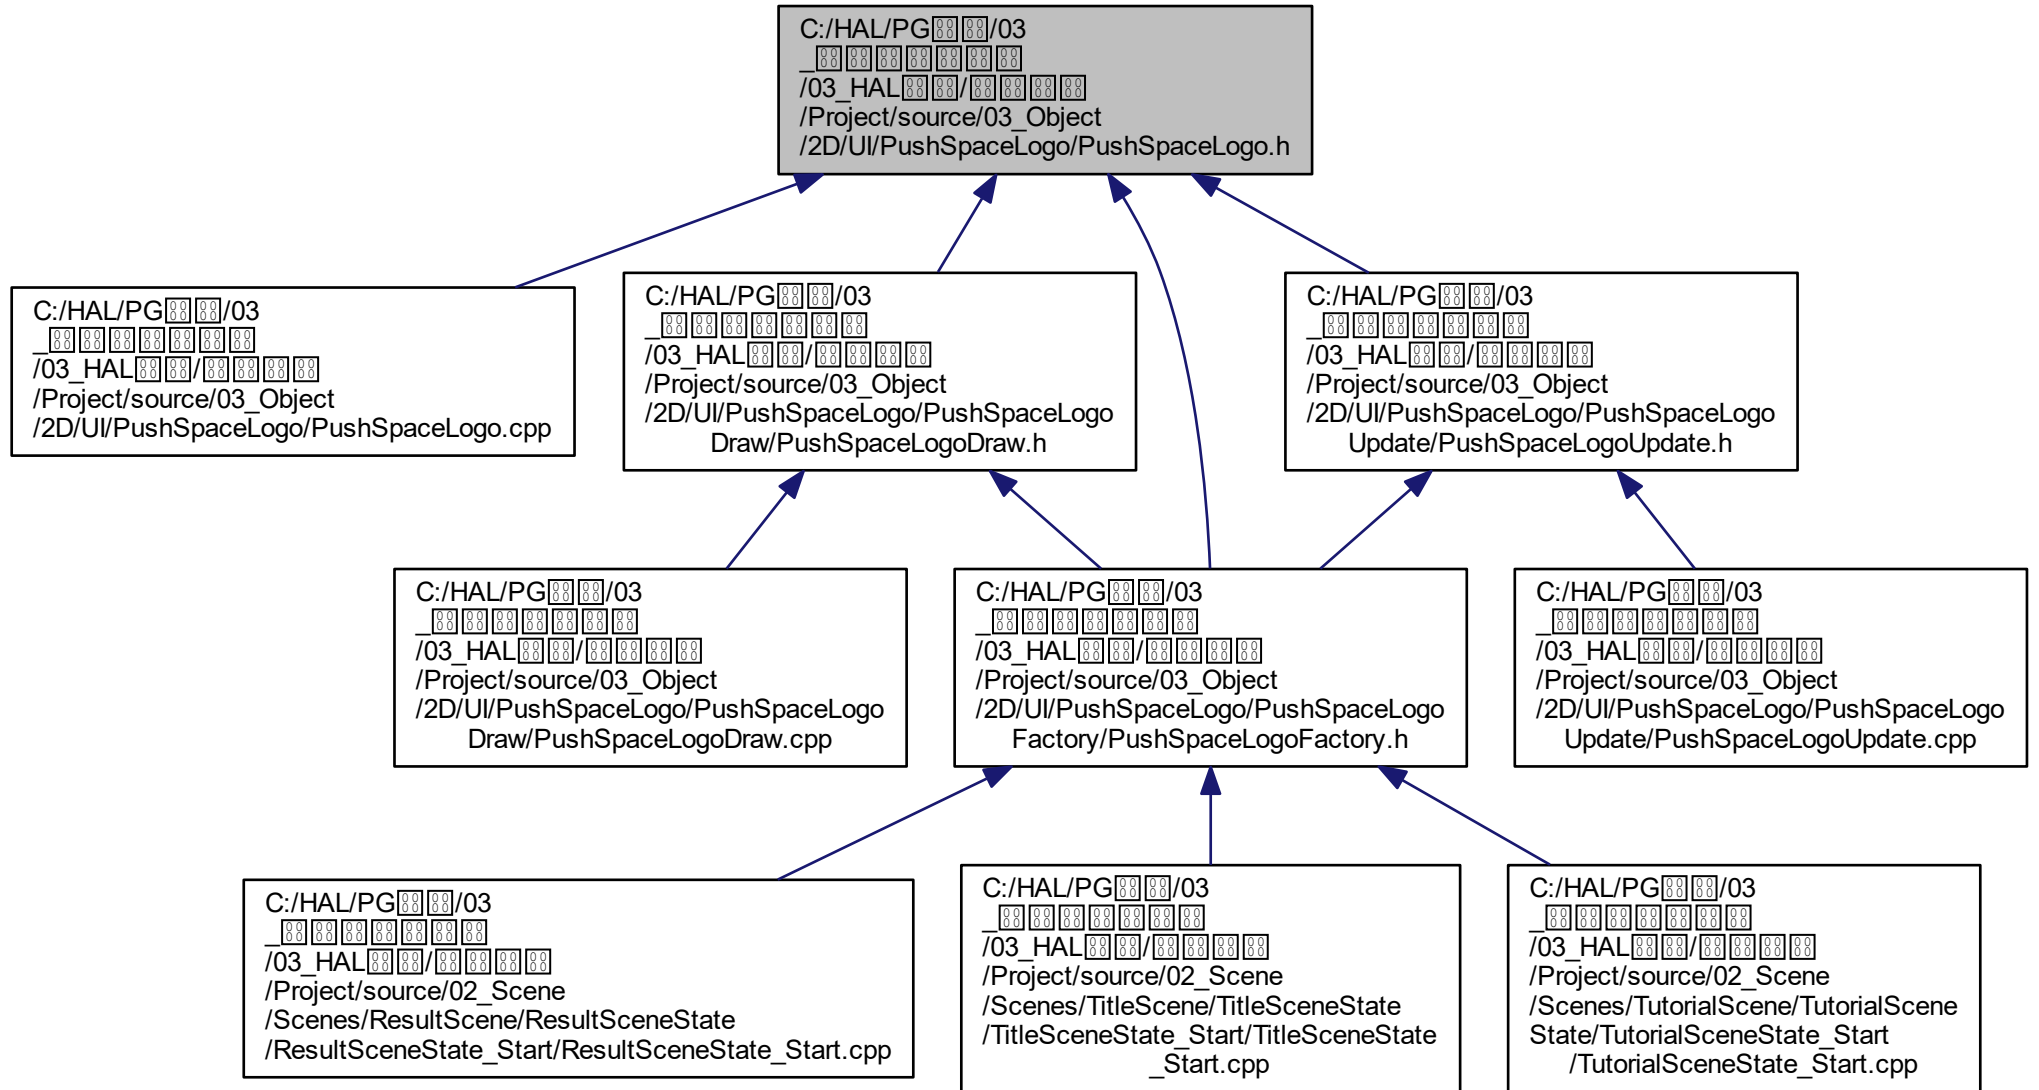 C:/HAL/PG /03
_
/03_HAL /
/Project/source/03_Object
/2D/UI/PushSpaceLogo/PushSpaceLogo.h
C:/HAL/PG /03
_
/03_HAL /
/Project/source/03_Object
/2D/UI/PushSpaceLogo/PushSpaceLogo.cpp
C:/HAL/PG /03
_
/03_HAL /
/Project/source/03_Object
/2D/UI/PushSpaceLogo/PushSpaceLogo
Draw/PushSpaceLogoDraw.h
C:/HAL/PG /03
_
/03_HAL /
/Project/source/03_Object
/2D/UI/PushSpaceLogo/PushSpaceLogo
Update/PushSpaceLogoUpdate.h
C:/HAL/PG /03
_
/03_HAL /
/Project/source/03_Object
/2D/UI/PushSpaceLogo/PushSpaceLogo
Draw/PushSpaceLogoDraw.cpp
C:/HAL/PG /03
_
/03_HAL /
/Project/source/03_Object
/2D/UI/PushSpaceLogo/PushSpaceLogo
Factory/PushSpaceLogoFactory.h
C:/HAL/PG /03
_
/03_HAL /
/Project/source/03_Object
/2D/UI/PushSpaceLogo/PushSpaceLogo
Update/PushSpaceLogoUpdate.cpp
C:/HAL/PG /03
_
/03_HAL /
/Project/source/02_Scene
/Scenes/ResultScene/ResultSceneState
/ResultSceneState_Start/ResultSceneState_Start.cpp
C:/HAL/PG /03
_
/03_HAL /
/Project/source/02_Scene
/Scenes/TitleScene/TitleSceneState
/TitleSceneState_Start/TitleSceneState
_Start.cpp
C:/HAL/PG /03
_
/03_HAL /
/Project/source/02_Scene
/Scenes/TutorialScene/TutorialScene
State/TutorialSceneState_Start
/TutorialSceneState_Start.cpp